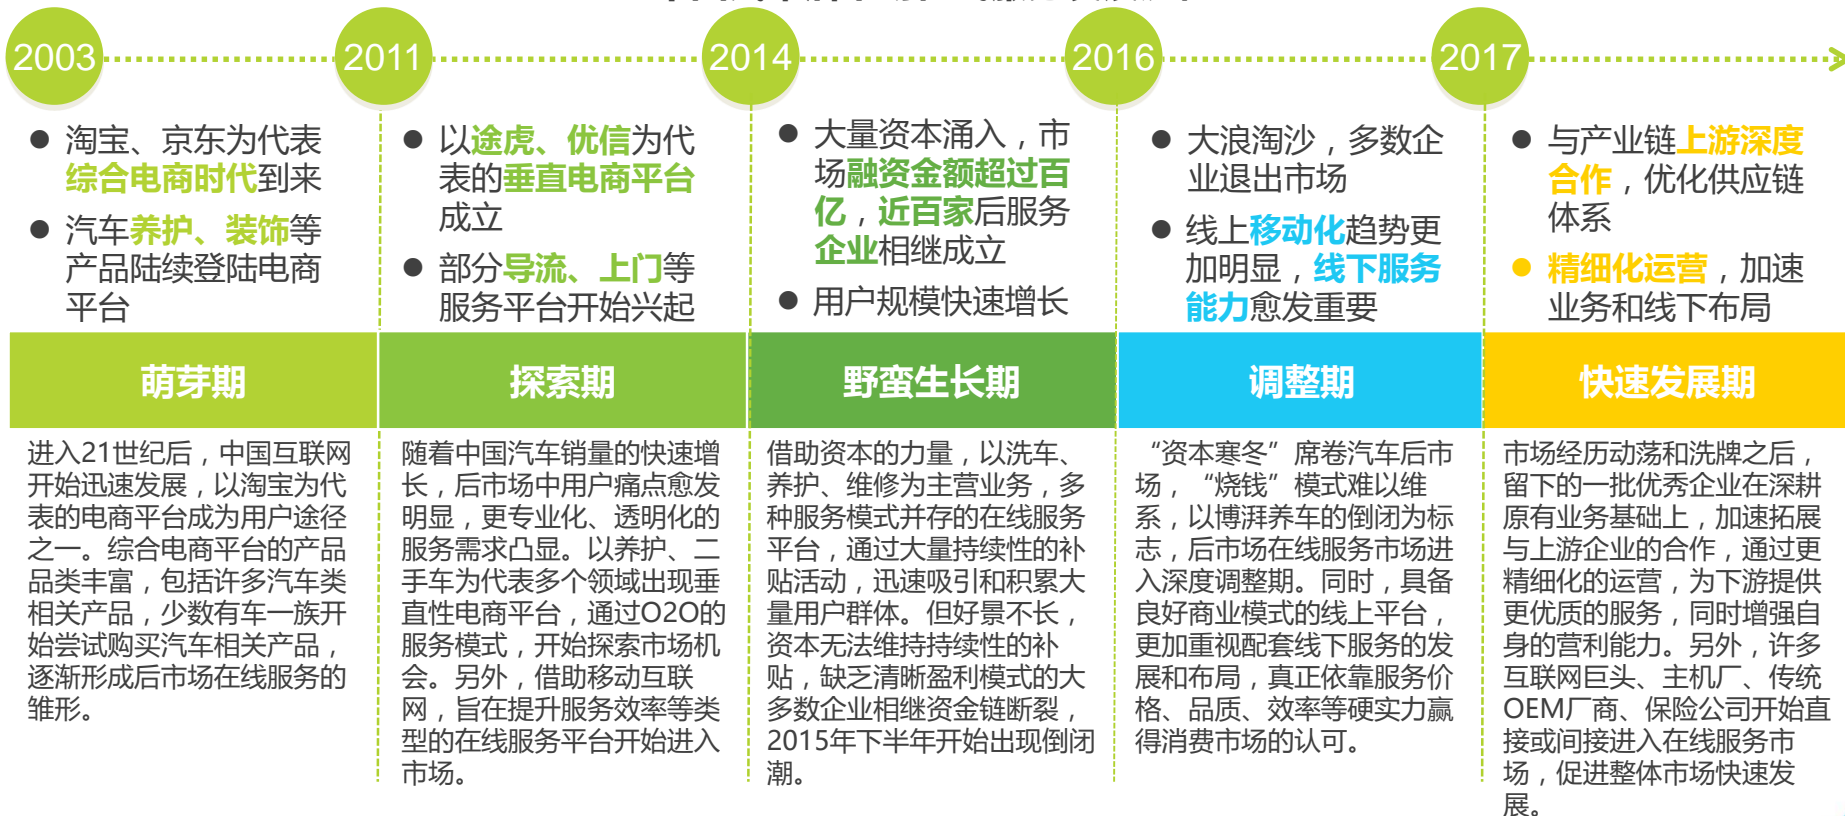 2003
2011
2014
2016
2017
● 淘宝、京东为代表
综合电商时代到来
● 汽车养护、装饰等
产品陆续登陆电商
平台
● 以途虎、优信为代
表的垂直电商平台
成立
● 部分导流、上门等
服务平台开始兴起
● 大量资本涌入，市
场融资金额超过百
亿，近百家后服务
企业相继成立
● 用户规模快速增长
● 大浪淘沙，多数企
业退出市场
● 线上移动化趋势更
加明显，线下服务
能力愈发重要
● 与产业链上游深度
合作，优化供应链
体系
● 精细化运营，加速
业务和线下布局
萌芽期
探索期
野蛮生长期
调整期
快速发展期
进入21世纪后，中国互联网
开始迅速发展，以淘宝为代
表的电商平台成为用户途径
之一。综合电商平台的产品
品类丰富，包括许多汽车类
相关产品，少数有车一族开
始尝试购买汽车相关产品，
逐渐形成后市场在线服务的
雏形。
随着中国汽车销量的快速增
长，后市场中用户痛点愈发
明显，更专业化、透明化的
服务需求凸显。以养护、二
手车为代表多个领域出现垂
直性电商平台，通过O2O的
服务模式，开始探索市场机
会。另外，借助移动互联
网，旨在提升服务效率等类
型的在线服务平台开始进入
市场。
借助资本的力量，以洗车、
养护、维修为主营业务，多
种服务模式并存的在线服务
平台，通过大量持续性的补
贴活动，迅速吸引和积累大
量用户群体。但好景不长，
资本无法维持持续性的补
贴，缺乏清晰盈利模式的大
多数企业相继资金链断裂，
2015年下半年开始出现倒闭
潮。
“资本寒冬”席卷汽车后市
场，“烧钱”模式难以维
系，以博湃养车的倒闭为标
志，后市场在线服务市场进
入深度调整期。同时，具备
良好商业模式的线上平台，
更加重视配套线下服务的发
展和布局，真正依靠服务价
格、品质、效率等硬实力赢
得消费市场的认可。
市场经历动荡和洗牌之后，
留下的一批优秀企业在深耕
原有业务基础上，加速拓展
与上游企业的合作，通过更
精细化的运营，为下游提供
更优质的服务，同时增强自
身的营利能力。另外，许多
互联网巨头、主机厂、传统
OEM厂商、保险公司开始直
接或间接进入在线服务市
场，促进整体市场快速发
展。